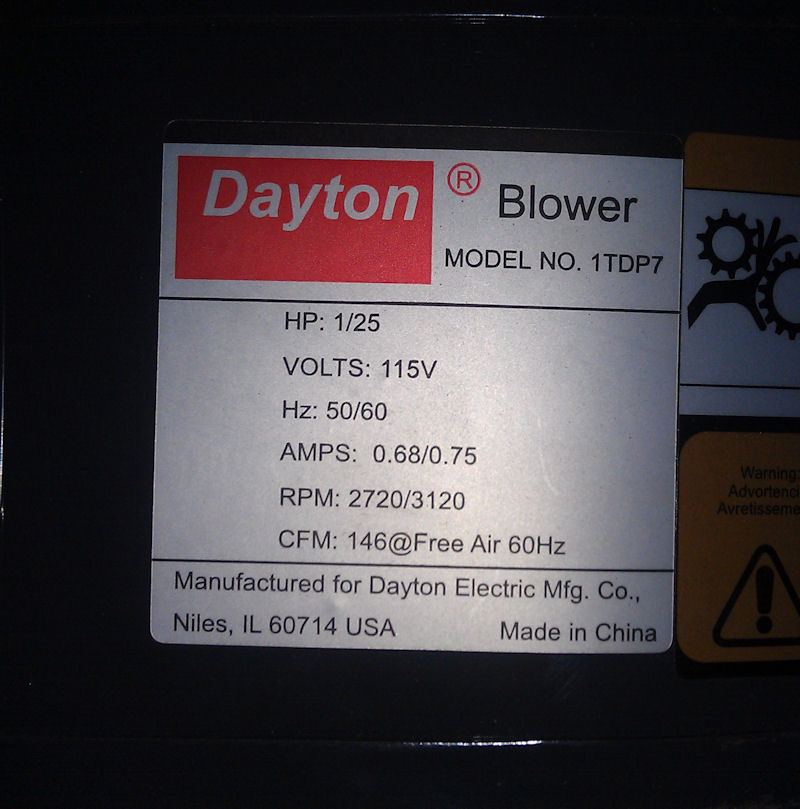 Dayton ® Blower
MODEL NO. 1TDP7
HP: 1/25
VOLTS: 115V
Hz: 50/60
AMPS: 0.68/0.75
RPM: 2720/3120
CFM: 146@Free Air 60Hz
Manufactured for Dayton Electric Mfg. Co.,
Niles, IL 60714 USA Made in China
Warning: